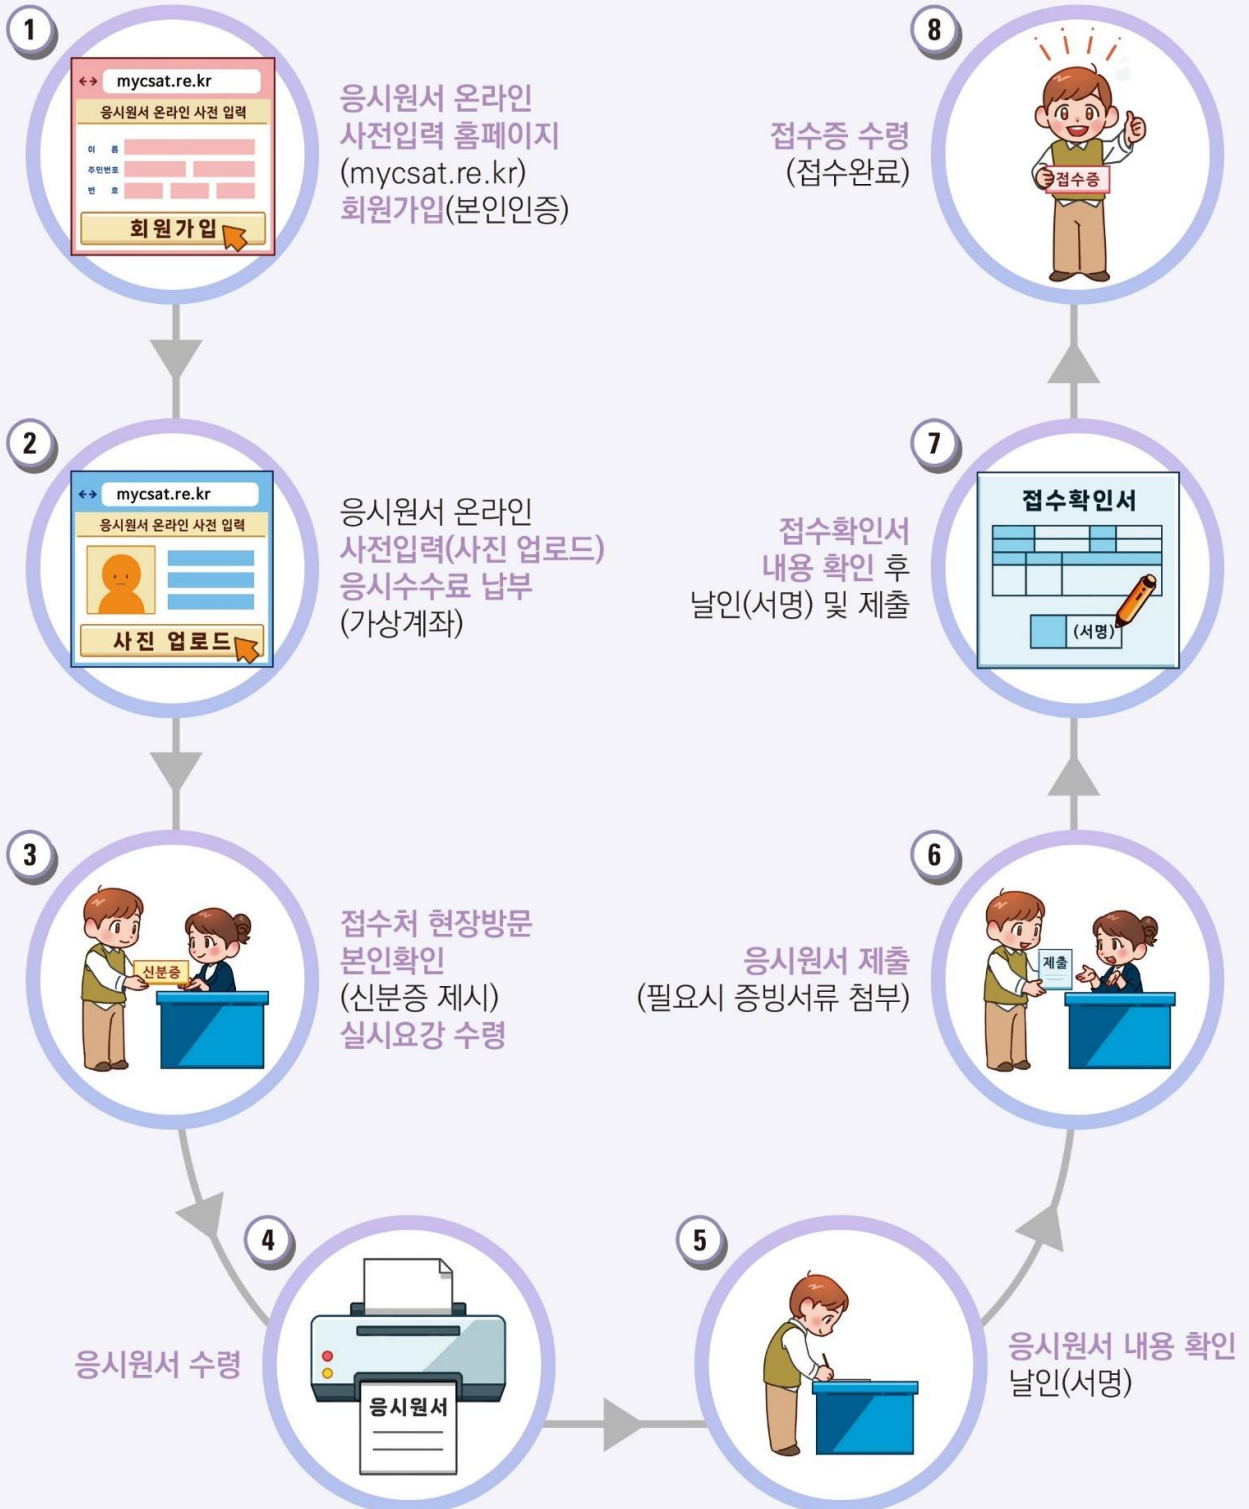 1
mycsat.re.kr
응시원서 온라인 사전 입력
이 름
주민번호
번 호
회원가입
응시원서 온라인
사전입력 홈페이지
(mycsat.re.kr)
회원가입(본인인증)
2
mycsat.re.kr
응시원서 온라인 사전 입력
사진 업로드
응시원서 온라인
사전입력(사진 업로드)
응시수수료 납부
(가상계좌)
3
신분증
접수처 현장방문
본인확인
(신분증 제시)
실시요강 수령
4
응시원서
응시원서 수령
5
응시원서 내용 확인
날인(서명)
6
제출
응시원서 제출
(필요시 증빙서류 첨부)
7
접수확인서
(서명)
접수확인서
내용 확인 후
날인(서명) 및 제출
8
접수증
접수증 수령
(접수완료)